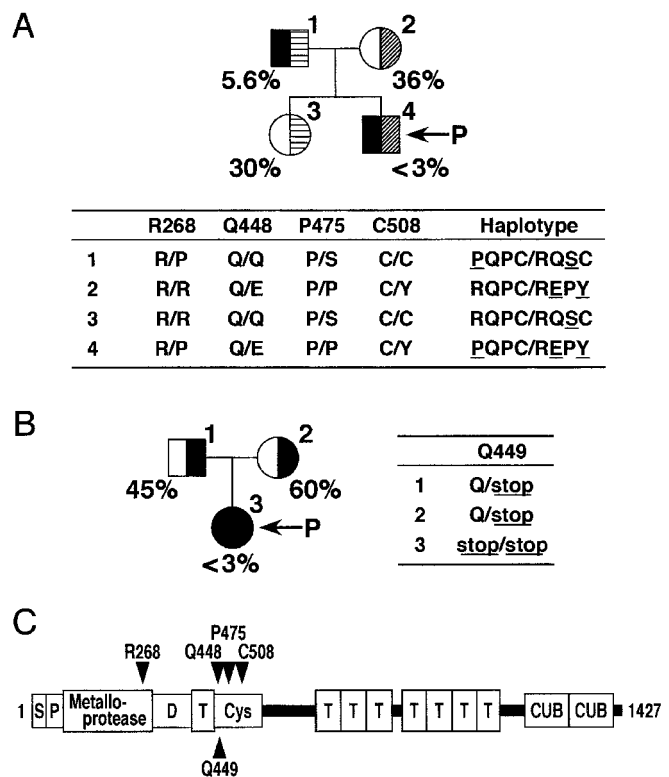 A
1 2
5.6% 36%
3 4
P
30% <3%
R268 Q448 P475 C508 Haplotype
1 R/P Q/Q P/S C/C PQPC/RQSC
2 R/R Q/E P/P C/Y RQPC/REPY
3 R/R Q/Q P/S C/C RQPC/RQSC
4 R/P Q/E P/P C/Y PQPC/REPY
B
1 2
45% 60%
3
P
<3%
Q449
1 Q/stop
2 Q/stop
3 stop/stop
C
P475
R268 Q448 C508
1 S P Metallo-protease D T Cys T T T T T T T CUB CUB 1427
Q449